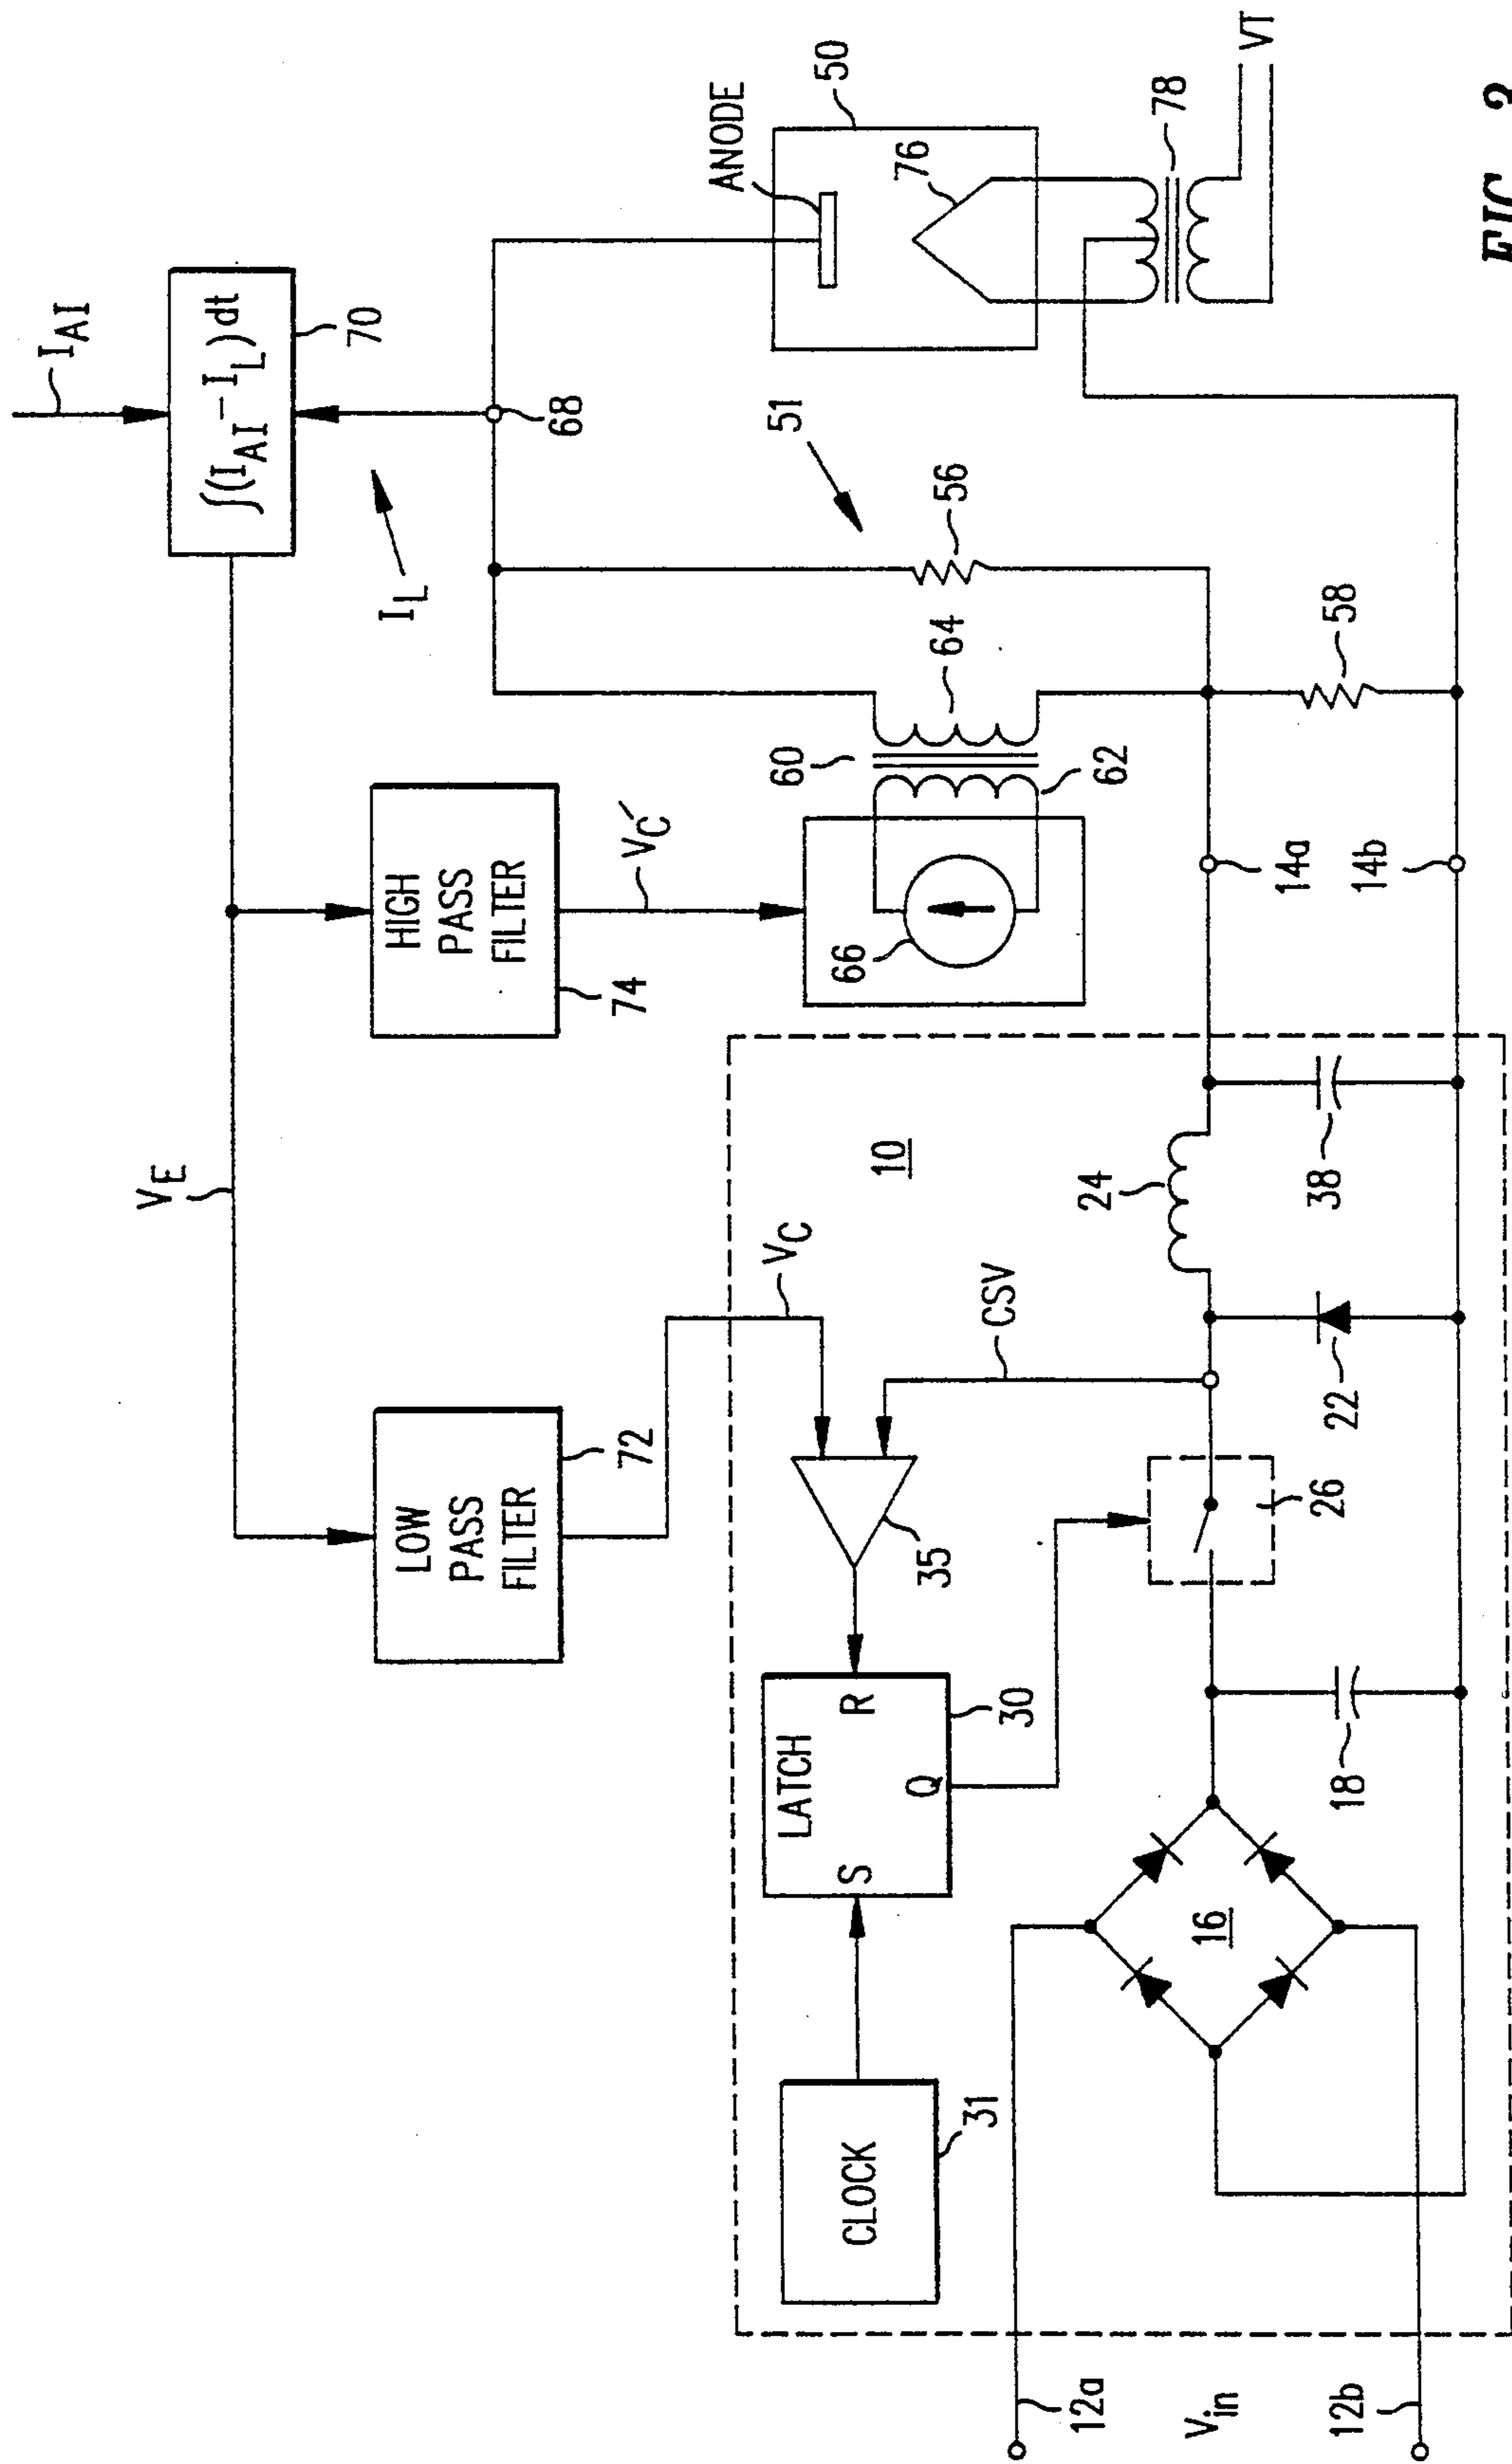 I_AI
∫(I_AI − I_L) dt
70
I_L
68
ANODE
50
76
78
VT
51
56
58
64
60
62
66
V_E
HIGH
PASS
FILTER
74
V_C′
LOW
PASS
FILTER
72
V_C
10
CSV
35
LATCH
S
R
Q
30
CLOCK
31
26
24
22
38
18
16
14a
14b
12a
V_in
12b